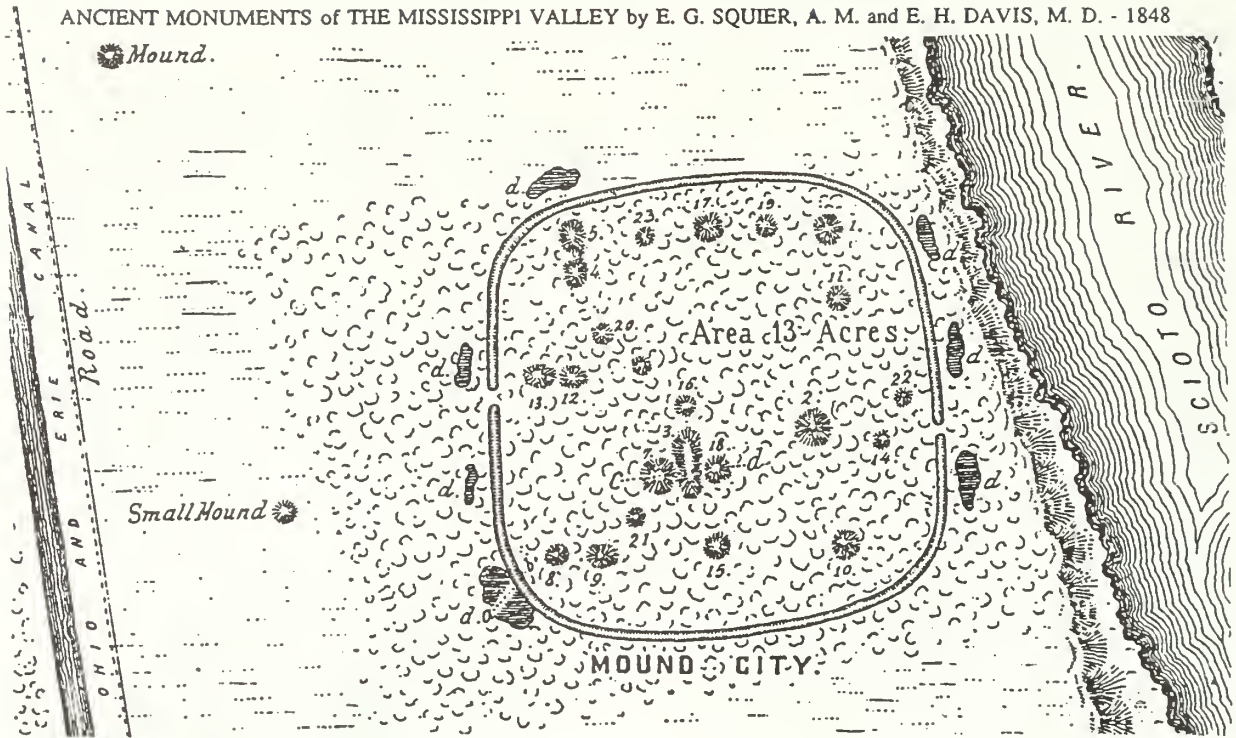 ANCIENT MONUMENTS of THE MISSISSIPPI VALLEY by E. G. SQUIER, A. M. and E. H. DAVIS, M. D. - 1848
Mound.
SCIOTO RIVER.
OHIO AND ERIE CANAL
Road.
d.
5
23
17
19
1.
d
4
11
20
Area 13 Acres.
d.
d
13.
12
16
22
2
3
14
7
18
d
d.
d
Small Mound
21
8
9
15
10
d.
MOUND CITY.